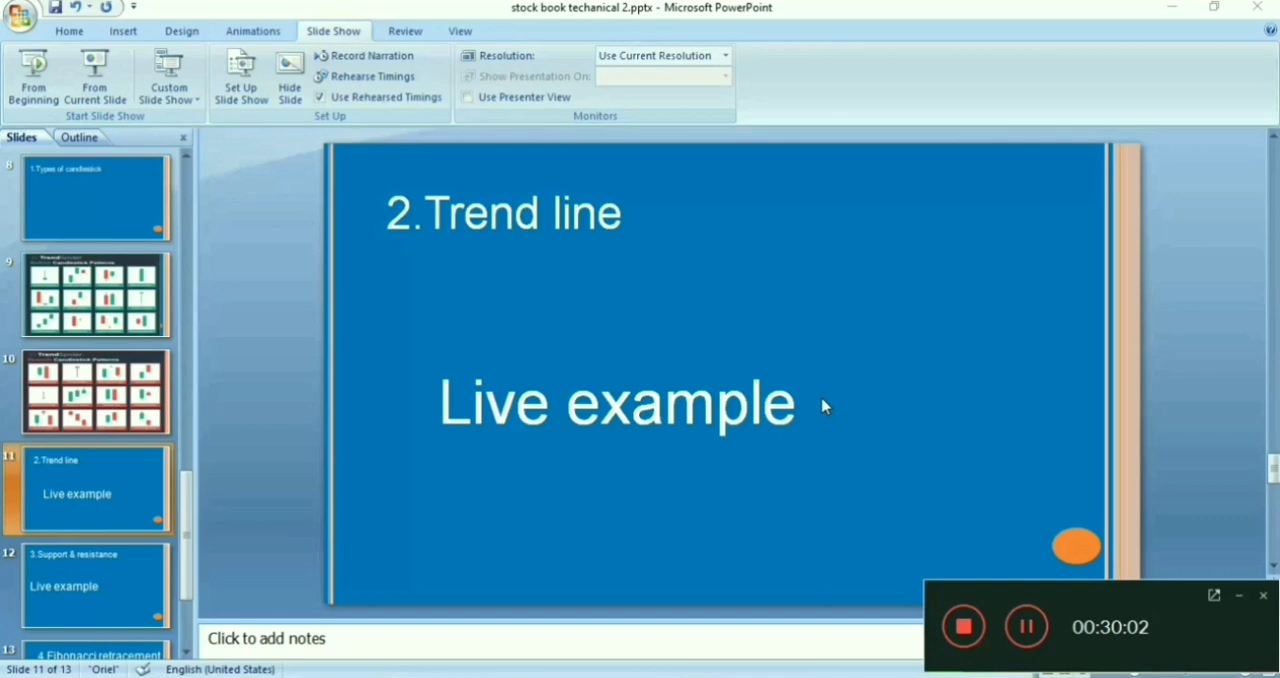 stock book techanical 2.pptx - Microsoft PowerPoint
Home Insert Design Animations Slide Show Review View
From Beginning
From Current Slide
Custom Slide Show
Start Slide Show
Set Up Slide Show
Hide Slide
Record Narration
Rehearse Timings
Use Rehearsed Timings
Set Up
Resolution: Use Current Resolution
Show Presentation On:
Use Presenter View
Monitors
Slides Outline
8
1.Types of candlestick
9
Candlestick Patterns
10
Candlestick Patterns
11
2.Trend line
Live example
12
3.Support & resistance
Live example
13
4.Fibonacci retracement
2.Trend line
Live example
Click to add notes
00:30:02
Slide 11 of 13 "Oriel" English (United States)